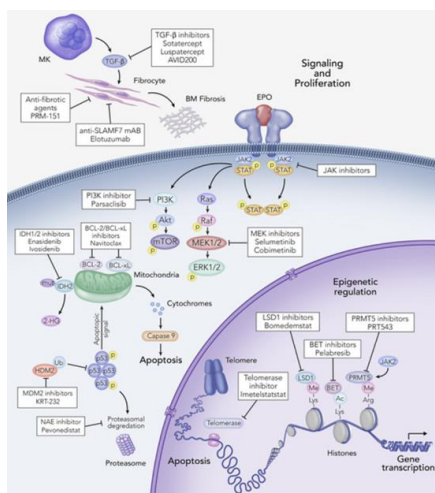 MK
TGF-β
TGF-β inhibitors
Sotatercept
Luspatercept
AVID200
Fibrocyte
BM Fibrosis
Anti-fibrotic
agents
PRM-151
anti-SLAMF7 mAB
Elotuzumab
Signaling
and
Proliferation
EPO
JAK2
JAK2
STAT
STAT
P
P
JAK inhibitors
P
STAT
STAT
P
PI3K inhibitor
Parsaclisib
PI3K
Ras
P
Akt
P
Raf
P
mTOR
P
MEK1/2
P
ERK1/2
MEK inhibitors
Selumetinib
Cobimetinib
IDH1/2 inhibitors
Enasidenib
Ivosidenib
BCL-2/BCL-xL
inhibitors
Navitoclax
BCL-2
BCL-xL
IDH2
2-HG
Mitochondria
Cytochromes
Capase 9
Apoptosis
Apoptopic
signal
Ub
HDM2
p53
P
p53
p53
p53
P
MDM2 inhibitors
KRT-232
NAE inhibitor
Pevonedistat
Proteasomal
degredation
Proteasome
Epigenetic
regulation
LSD1 inhibitors
Bomedemstat
BET inhibitors
Pelabresib
PRMT5 inhibitors
PRT543
JAK2
LSD1
BET
PRMT5
Me
Ac
Me
Lys
Lys
Arg
Histones
Gene
transcription
Telomere
Telomerase
inhibitor
Imetelstatstat
Telomerase
Apoptosis